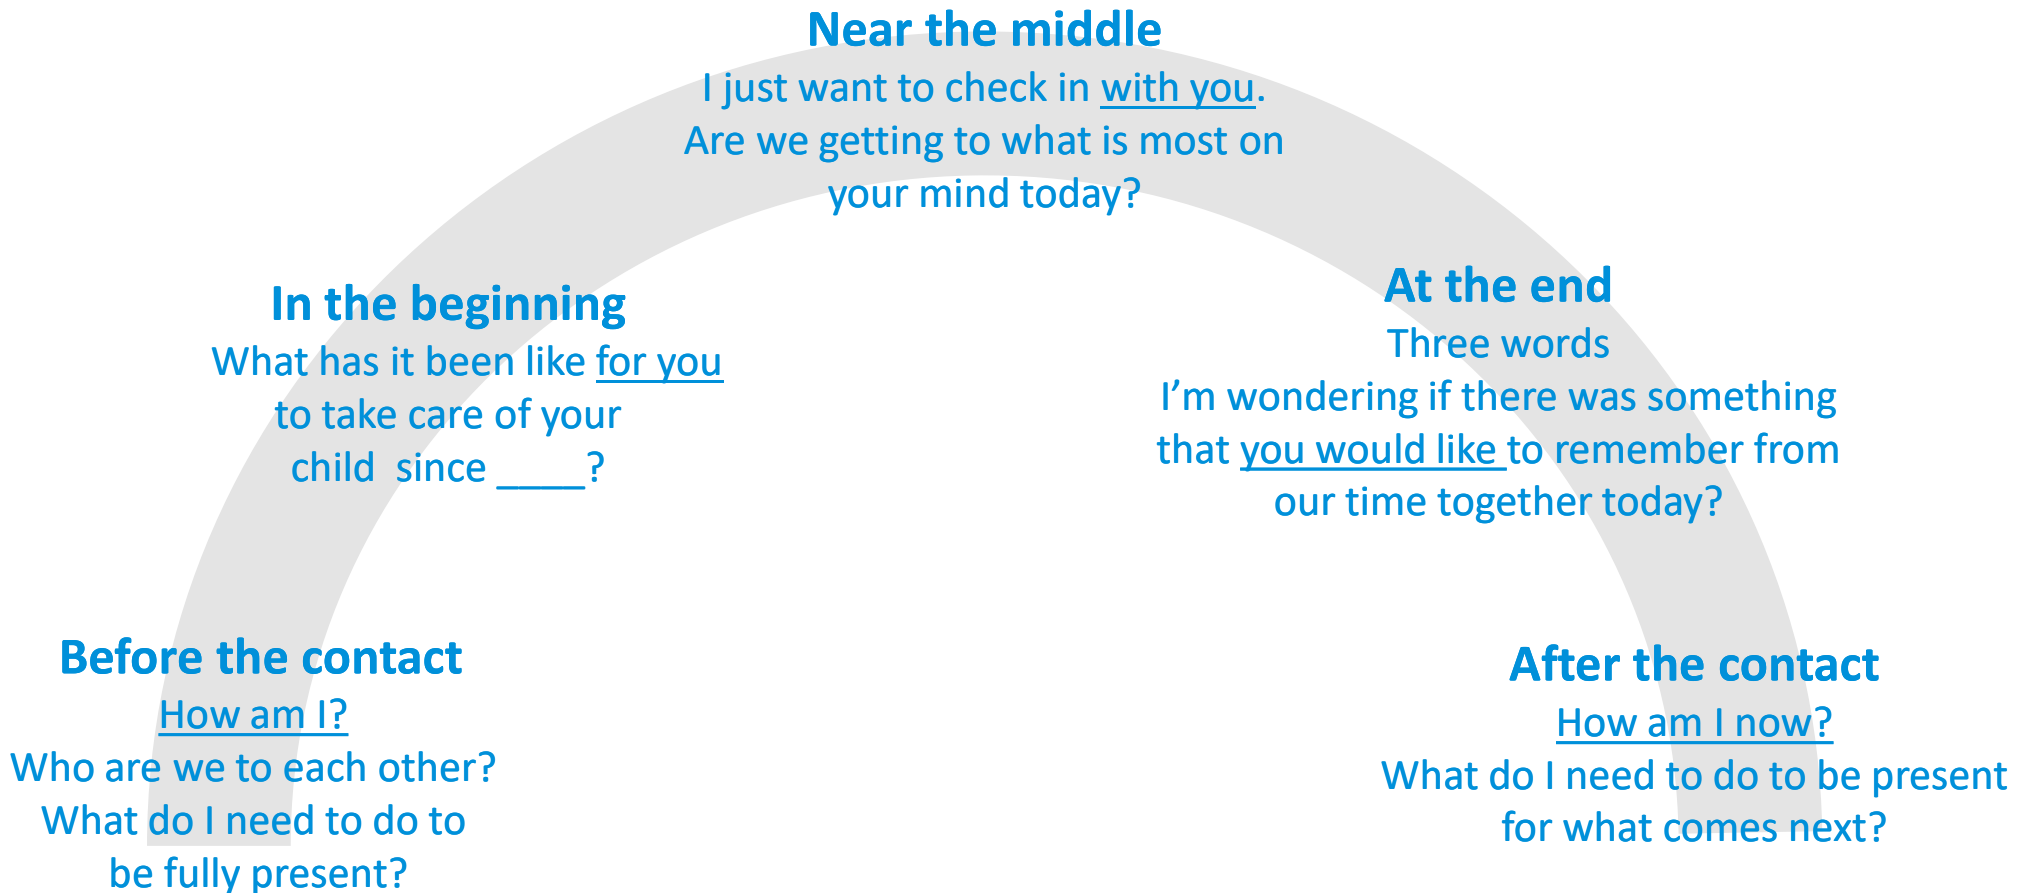 Near the middle
I just want to check in with you.
Are we getting to what is most on
your mind today?
In the beginning
What has it been like for you
to take care of your
child since ____?
At the end
Three words
I’m wondering if there was something
that you would like to remember from
our time together today?
Before the contact
How am I?
Who are we to each other?
What do I need to do to
be fully present?
After the contact
How am I now?
What do I need to do to be present
for what comes next?